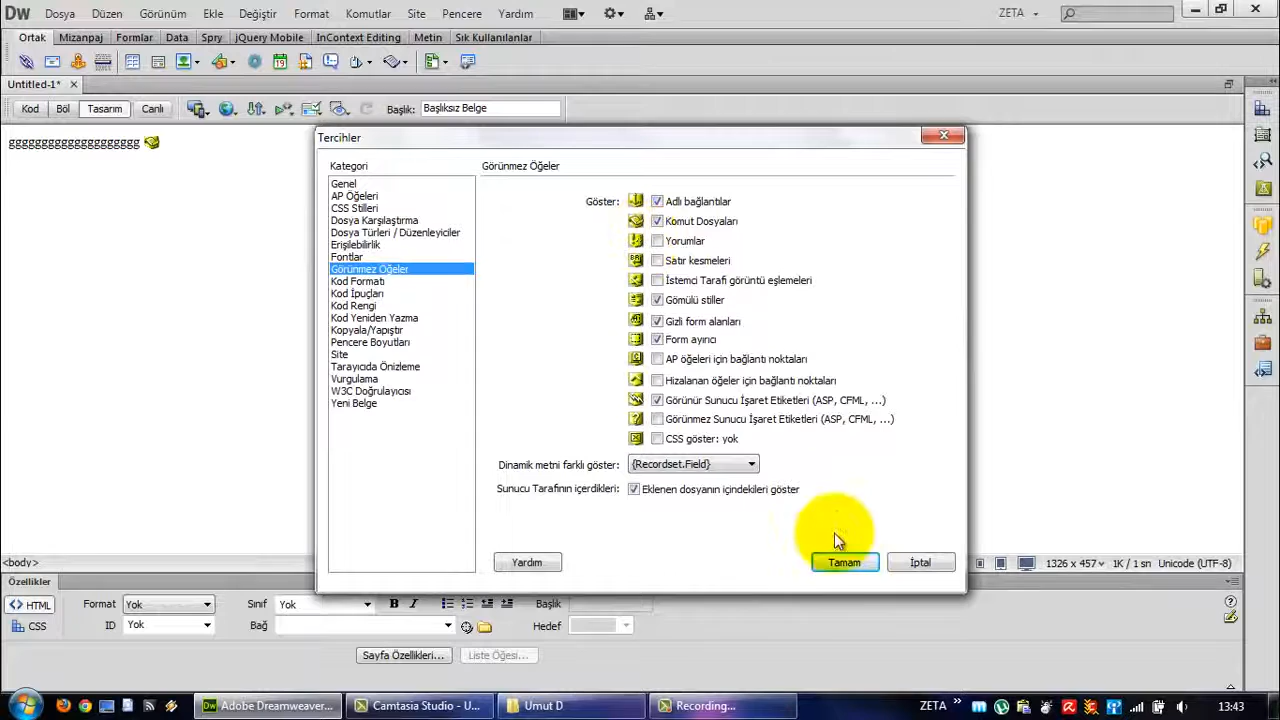 Dw Dosya Düzen Görünüm Ekle Değiştir Format Komutlar Site Pencere Yardım ZETA
Ortak Mizanpaj Formlar Data Spry jQuery Mobile InContext Editing Metin Sık Kullanılanlar
Untitled-1*
Kod Böl Tasarım Canlı Başlık: Başlıksız Belge
gggggggggggggggggggg
Tercihler
Kategori
Genel
AP Öğeleri
CSS Stilleri
Dosya Karşılaştırma
Dosya Türleri / Düzenleyiciler
Erişilebilirlik
Fontlar
Görünmez Öğeler
Kod Formatı
Kod İpuçları
Kod Rengi
Kod Yeniden Yazma
Kopyala/Yapıştır
Pencere Boyutları
Site
Tarayıcıda Önizleme
Vurgulama
W3C Doğrulayıcısı
Yeni Belge
Görünmez Öğeler
Göster: Adlı bağlantılar
Komut Dosyaları
Yorumlar
Satır kesmeleri
İstemci Tarafı görüntü eşlemeleri
Gömülü stiller
Gizli form alanları
Form ayırıcı
AP öğeleri için bağlantı noktaları
Hizalanan öğeler için bağlantı noktaları
Görünür Sunucu İşaret Etiketleri (ASP, CFML, ...)
Görünmez Sunucu İşaret Etiketleri (ASP, CFML, ...)
CSS göster: yok
Dinamik metni farklı göster: {Recordset.Field}
Sunucu Tarafının içerdikleri: Eklenen dosyanın içindekileri göster
Yardım Tamam İptal
<body> 1326 x 457 1K / 1 sn Unicode (UTF-8)
Özellikler
<> HTML Format Yok Sınıf Yok B I Başlık
CSS ID Yok Bağ Hedef
Sayfa Özellikleri... Liste Öğesi...
Dw Adobe Dreamweaver... Camtasia Studio - U... Umut D Recording... ZETA » 13:43